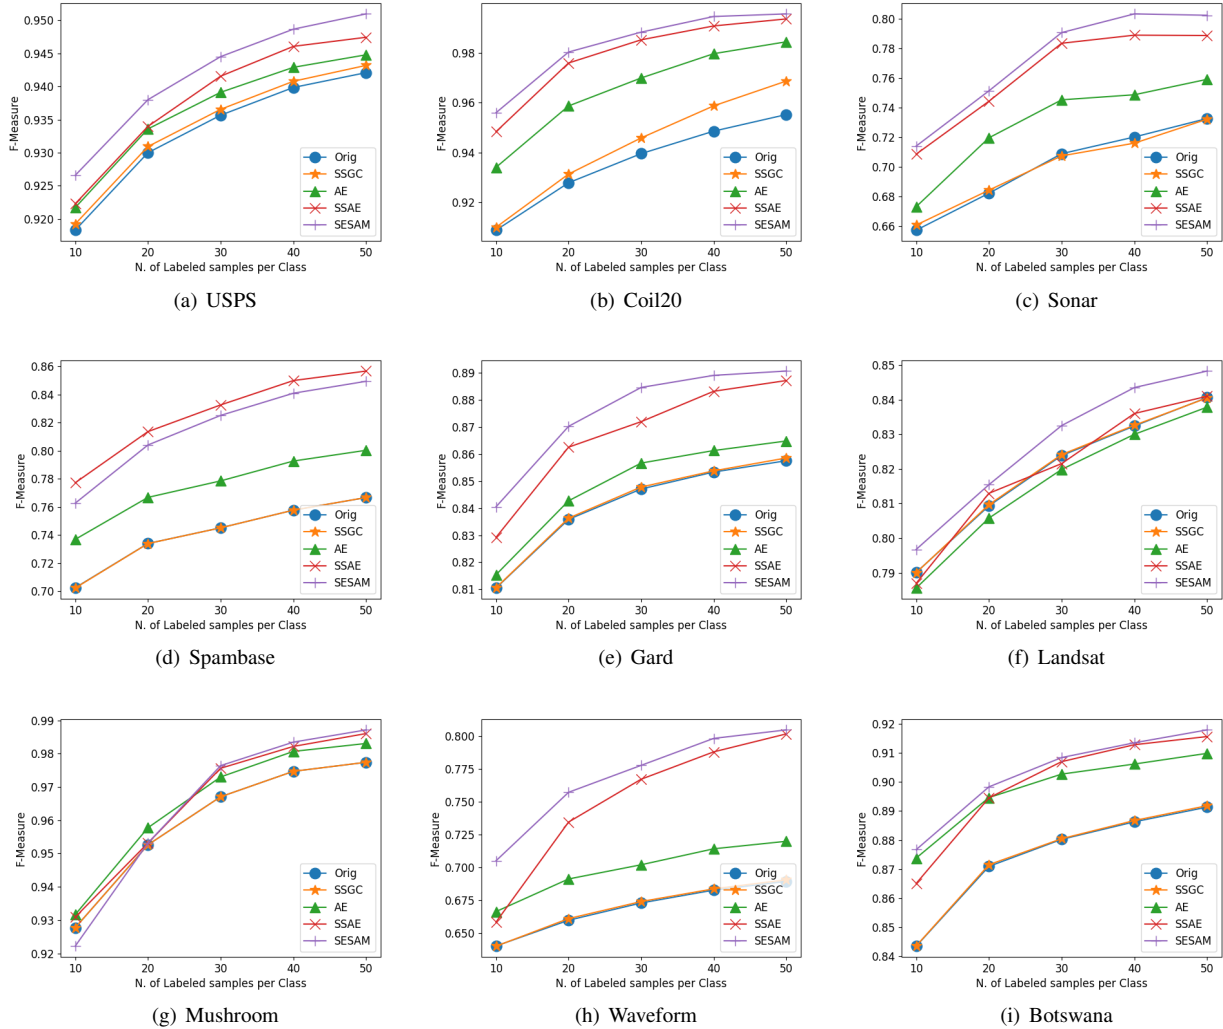 0.950
0.945
0.940
0.935
0.930
0.925
0.920
F-Measure
Orig
SSGC
AE
SSAE
SESAM
10 20 30 40 50
N. of Labeled samples per Class
(a) USPS
0.98
0.96
0.94
0.92
F-Measure
Orig
SSGC
AE
SSAE
SESAM
10 20 30 40 50
N. of Labeled samples per Class
(b) Coil20
0.80
0.78
0.76
0.74
0.72
0.70
0.68
0.66
F-Measure
Orig
SSGC
AE
SSAE
SESAM
10 20 30 40 50
N. of Labeled samples per Class
(c) Sonar
0.86
0.84
0.82
0.80
0.78
0.76
0.74
0.72
0.70
F-Measure
Orig
SSGC
AE
SSAE
SESAM
10 20 30 40 50
N. of Labeled samples per Class
(d) Spambase
0.89
0.88
0.87
0.86
0.85
0.84
0.83
0.82
0.81
F-Measure
Orig
SSGC
AE
SSAE
SESAM
10 20 30 40 50
N. of Labeled samples per Class
(e) Gard
0.85
0.84
0.83
0.82
0.81
0.80
0.79
F-Measure
Orig
SSGC
AE
SSAE
SESAM
10 20 30 40 50
N. of Labeled samples per Class
(f) Landsat
0.99
0.98
0.97
0.96
0.95
0.94
0.93
0.92
F-Measure
Orig
SSGC
AE
SSAE
SESAM
10 20 30 40 50
N. of Labeled samples per Class
(g) Mushroom
0.800
0.775
0.750
0.725
0.700
0.675
0.650
F-Measure
Orig
SSGC
AE
SSAE
SESAM
10 20 30 40 50
N. of Labeled samples per Class
(h) Waveform
0.92
0.91
0.90
0.89
0.88
0.87
0.86
0.85
0.84
F-Measure
Orig
SSGC
AE
SSAE
SESAM
10 20 30 40 50
N. of Labeled samples per Class
(i) Botswana